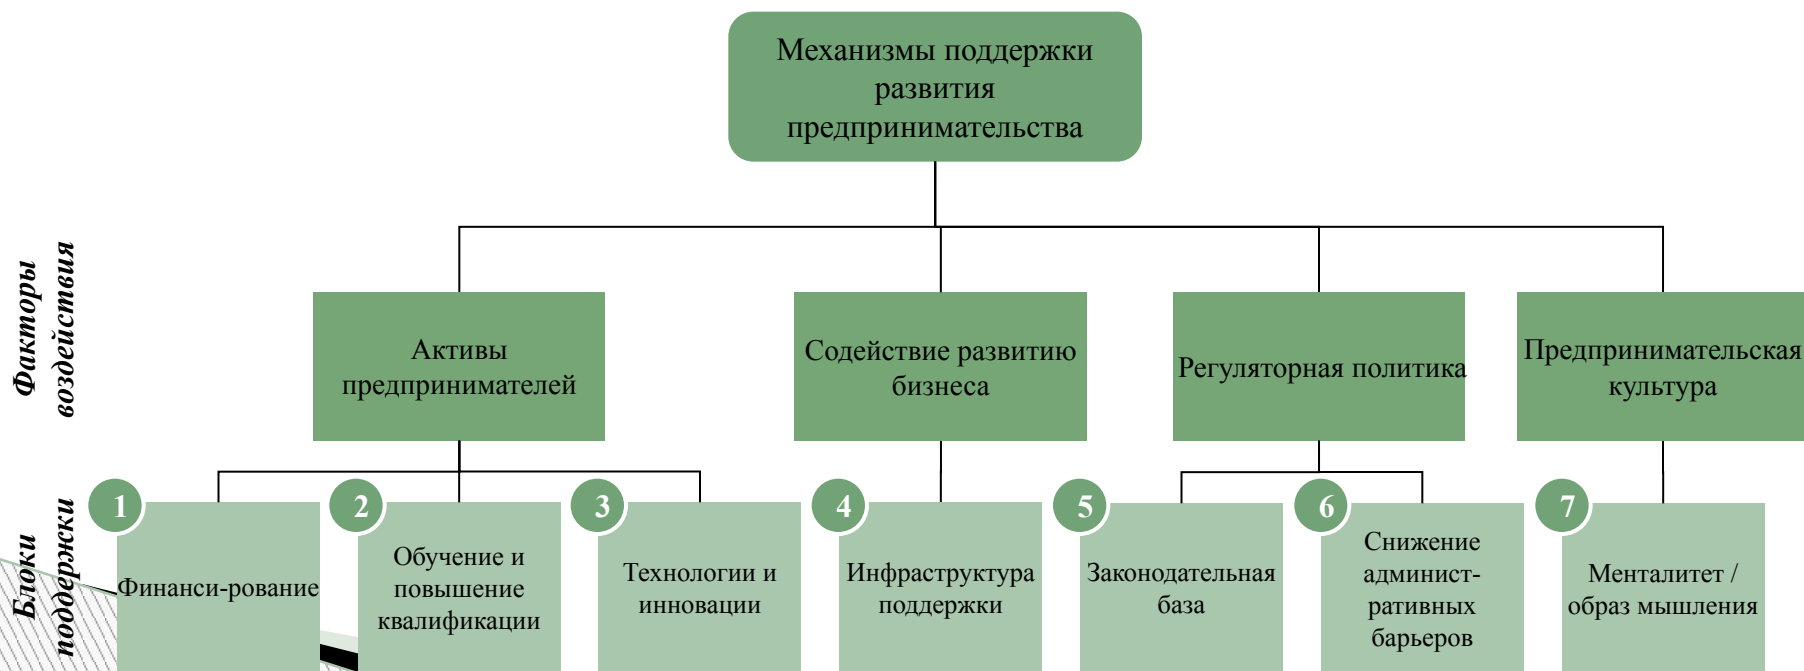 Механизмы поддержки
развития
предпринимательства
Факторы
воздействия
Активы
предпринимателей
Содействие развитию
бизнеса
Регуляторная политика
Предпринимательская
культура
Блоки
поддержки
1
Финанси-рование
2
Обучение и
повышение
квалификации
3
Технологии и
инновации
4
Инфраструктура
поддержки
5
Законодательная
база
6
Снижение
админист-
ративных
барьеров
7
Менталитет /
образ мышления